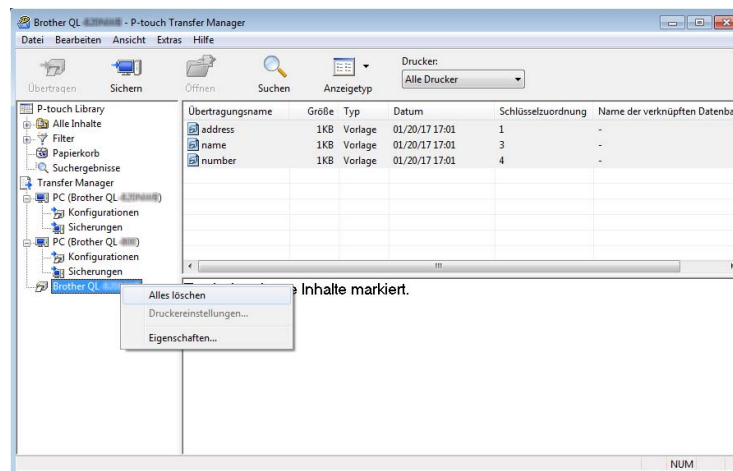 Brother QL - P-touch Transfer Manager
Datei Bearbeiten Ansicht Extras Hilfe
Übertragen Sichern Öffnen Suchen Anzeigetyp
Drucker:
Alle Drucker
P-touch Library
Alle Inhalte
Filter
Papierkorb
Suchergebnisse
Transfer Manager
PC (Brother QL )
Konfigurationen
Sicherungen
PC (Brother QL )
Konfigurationen
Sicherungen
Brother QL
Übertragungsname Größe Typ Datum Schlüsselzuordnung Name der verknüpften Datenba
address 1KB Vorlage 01/20/17 17:01 1 -
name 1KB Vorlage 01/20/17 17:01 3 -
number 1KB Vorlage 01/20/17 17:01 4 -
Inhalte markiert.
Alles löschen
Druckereinstellungen...
Eigenschaften...
NUM